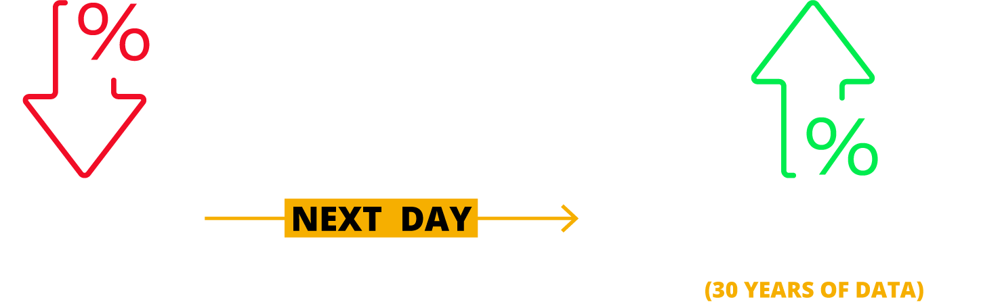 %
%
NEXT DAY
(30 YEARS OF DATA)